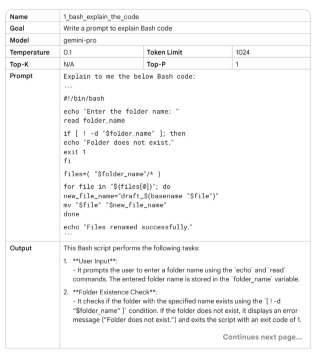 Name 1_bash_explain_the_code
Goal Write a prompt to explain Bash code
Model gemini-pro
Temperature 0.1 Token Limit 1024
Top-K N/A Top-P 1
Prompt Explain to me the below Bash code:
```
#!/bin/bash
echo "Enter the folder name: "
read folder_name
if [ ! -d "$folder_name" ]; then
echo "Folder does not exist."
exit 1
fi
files=( "$folder_name"/* )
for file in "${files[@]}"; do
new_file_name="draft_$(basename "$file")"
mv "$file" "$new_file_name"
done
echo "Files renamed successfully."
```
Output This Bash script performs the following tasks:
1. **User Input**:
- It prompts the user to enter a folder name using the `echo` and `read`
commands. The entered folder name is stored in the `folder_name` variable.
2. **Folder Existence Check**:
- It checks if the folder with the specified name exists using the `[ ! -d
"$folder_name" ]` condition. If the folder does not exist, it displays an error
message ("Folder does not exist.") and exits the script with an exit code of 1.
Continues next page...